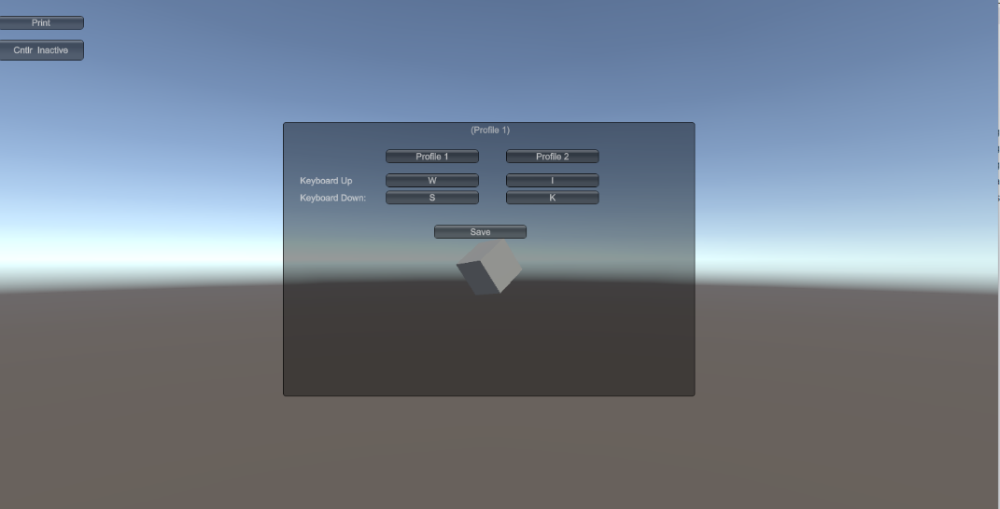 Print
Cntlr Inactive
(Profile 1)
Profile 1 Profile 2
Keyboard Up W I
Keyboard Down: S K
Save